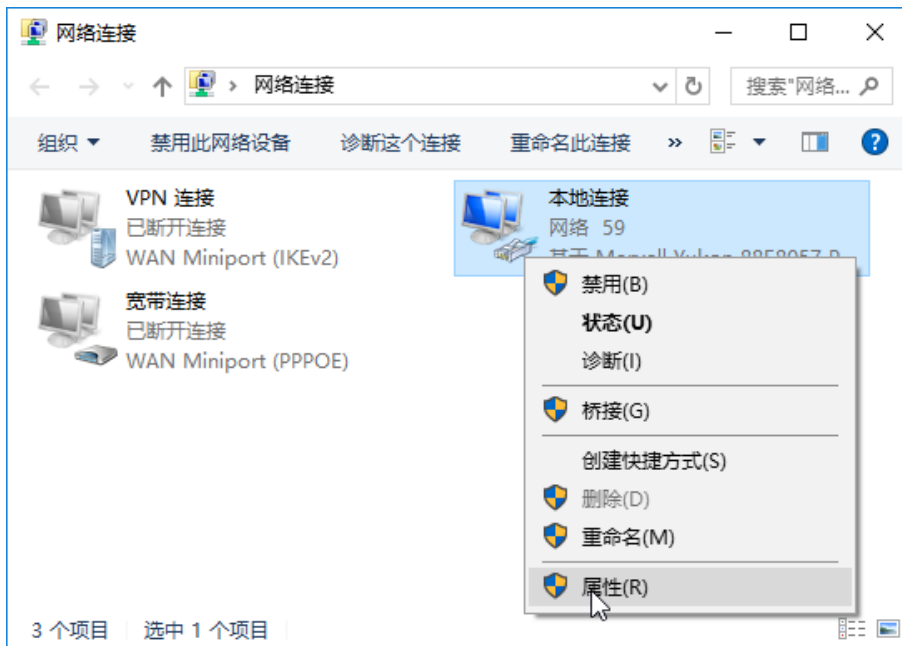 网络连接
网络连接
搜索"网络...
组织
禁用此网络设备
诊断这个连接
重命名此连接
»
VPN 连接
已断开连接
WAN Miniport (IKEv2)
本地连接
网络 59
宽带连接
已断开连接
WAN Miniport (PPPOE)
禁用(B)
状态(U)
诊断(I)
桥接(G)
创建快捷方式(S)
删除(D)
重命名(M)
属性(R)
3 个项目
选中 1 个项目